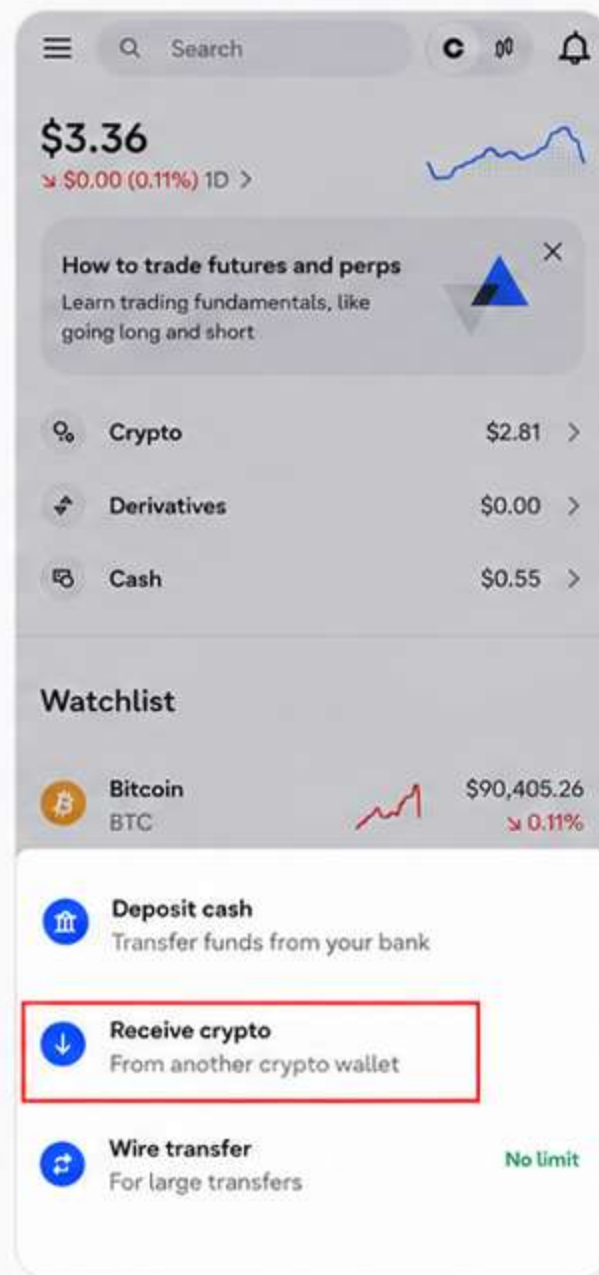 Search
$3.36
↘ $0.00 (0.11%) 1D >
How to trade futures and perps
Learn trading fundamentals, like
going long and short
Crypto $2.81 >
Derivatives $0.00 >
Cash $0.55 >
Watchlist
Bitcoin $90,405.26
BTC ↘ 0.11%
Deposit cash
Transfer funds from your bank
Receive crypto
From another crypto wallet
Wire transfer No limit
For large transfers